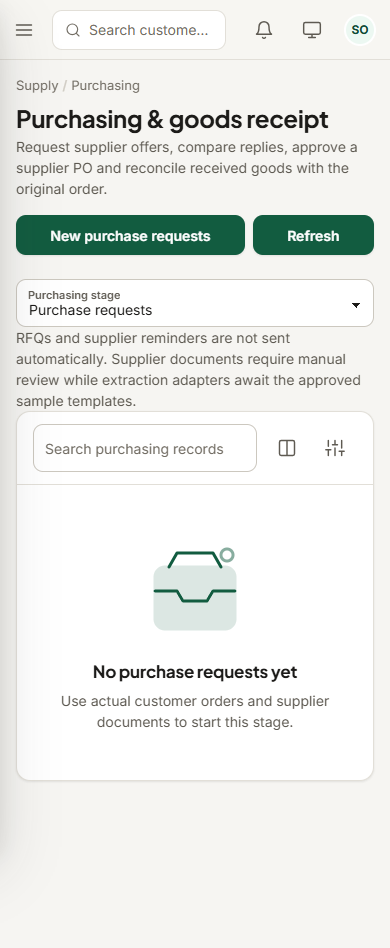 Search custome...
SO
Supply / Purchasing
Purchasing & goods receipt
Request supplier offers, compare replies, approve a
supplier PO and reconcile received goods with the
original order.
New purchase requests
Refresh
Purchasing stage
Purchase requests
RFQs and supplier reminders are not sent
automatically. Supplier documents require manual
review while extraction adapters await the approved
sample templates.
Search purchasing records
No purchase requests yet
Use actual customer orders and supplier
documents to start this stage.